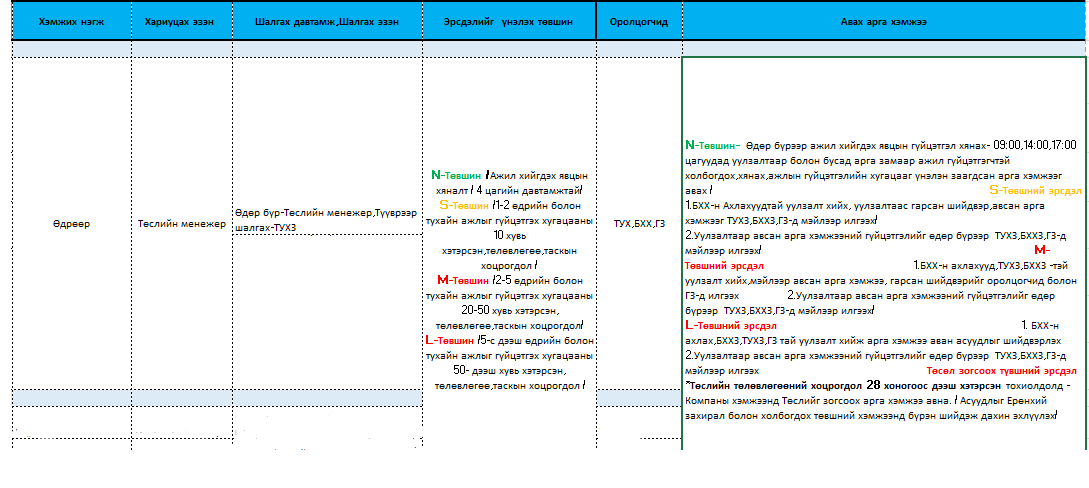 Хэмжих нэгж
Хариуцах эзэн
Шалгах давтамж,Шалгах эзэн
Эрсдэлийг үнэлэх төвшин
Оролцогчид
Авах арга хэмжээ
Өдрөөр
Төслийн менежер
Өдөр бүр-Төслийн менежер,Түүврээр
шалгах-ТУХЗ
N-Төвшин /Ажил хийгдэх явцын
хяналт / 4 цагийн давтамжтай/
S-Төвшин /1-2 өдрийн болон
тухайн ажлыг гүйцэтгэх хугацааны
10 хувь
хэтэрсэн,төлөвлөгөө,таскын
хоцрогдол /
M-Төвшин /2-5 өдрийн болон
тухайн ажлыг гүйцэтгэх хугацааны
20-50 хувь хэтэрсэн,
төлөвлөгөө,таскын хоцрогдол/
L-Төвшин /5-с дээш өдрийн болон
тухайн ажлыг гүйцэтгэх хугацааны
50- дээш хувь хэтэрсэн,
төлөвлөгөө,таскын хоцрогдол /
ТУХ,БХХ,ГЗ
N-Төвшин- Өдөр бүрээр ажил хийгдэх явцын гүйцэтгэл хянах- 09:00,14:00,17:00
цагуудад уулзалтаар болон бусад арга замаар ажил гүйцэтгэгчтэй
холбогдох,хянах,ажлын гүйцэтгэлийн хугацааг үнэлэн заагдсан арга хэмжээг
авах / S-Төвшний эрсдэл
1.БХХ-н Ахлахуудтай уулзалт хийх, уулзалтаас гарсан шийдвэр,авсан арга
хэмжээг ТУХЗ,БХХЗ,ГЗ-д мэйлээр илгээх/
2.Уулзалтаар авсан арга хэмжээний гүйцэтгэлийг өдөр бүрээр ТУХЗ,БХХЗ,ГЗ-д
мэйлээр илгээх/ M-
Төвшний эрсдэл 1.БХХ-н ахлахууд,ТУХЗ,БХХЗ -тэй
уулзалт хийх,мэйлээр авсан арга хэмжээ, гарсан шийдвэрийг оролцогчид болон
ГЗ-д илгээх 2.Уулзалтаар авсан арга хэмжээний гүйцэтгэлийг өдөр
бүрээр ТУХЗ,БХХЗ,ГЗ-д мэйлээр илгээх/
L-Төвшний эрсдэл 1. БХХ-н
ахлах,БХХЗ,ТУХЗ,ГЗ тай уулзалт хийж арга хэмжээ аван асуудлыг шийдвэрлэх
2.Уулзалтаар авсан арга хэмжээний гүйцэтгэлийг өдөр бүрээр ТУХЗ,БХХЗ,ГЗ-д
мэйлээр илгээх Төсөл зогсоох түвшний эрсдэл
*Төслийн төлөвлөгөөний хоцрогдол 28 хоногоос дээш хэтэрсэн тохиолдолд -
Компаны хэмжээнд Төслийг зогсоох арга хэмжээ авна. / Асуудлыг Ерөнхий
захирал болон холбогдох төвшний хэмжээнд бүрэн шийдэж дахин эхлүүлэх/